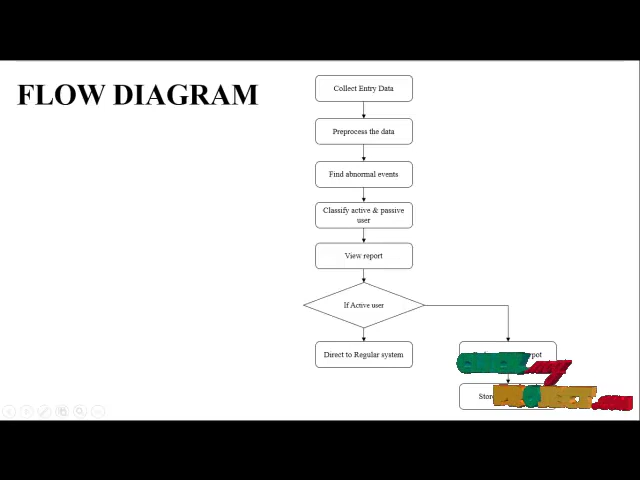 FLOW DIAGRAM
Collect Entry Data
Preprocess the data
Find abnormal events
Classify active & passive
user
View report
If Active user
Direct to Regular system